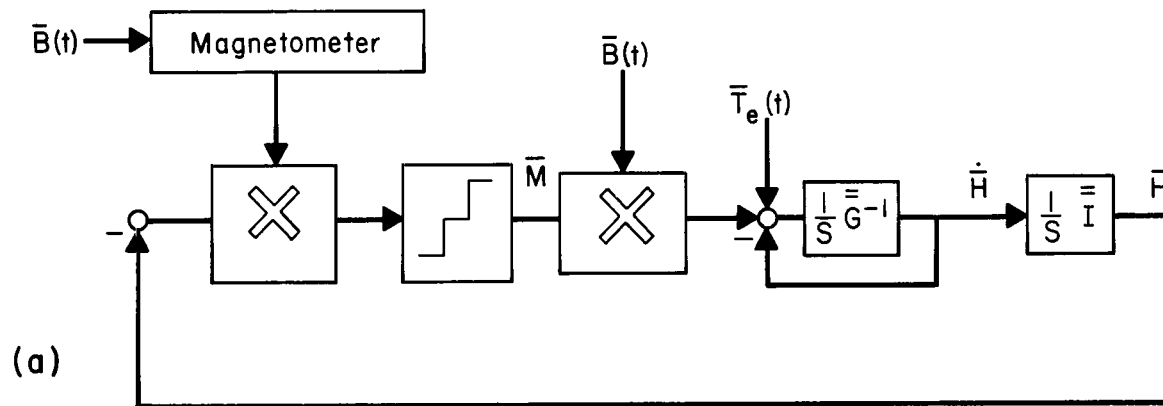 B̅(t)
Magnetometer
B̅(t)
T̅e(t)
M̅
1/S G̿⁻¹
H̅̇
1/S I̿
H̅
−
−
(a)